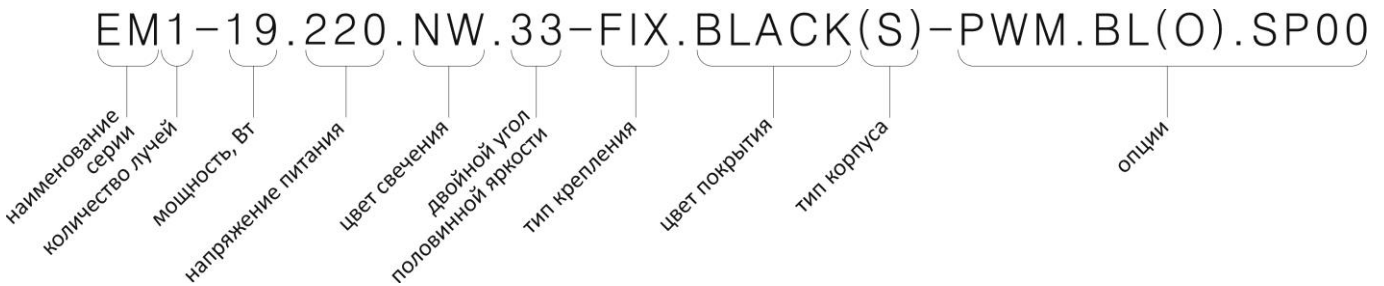 EM1-19.220.NW.33-FIX.BLACK(S)-PWM.BL(O).SP00
наименование
серии
количество лучей
мощность, Вт
напряжение питания
цвет свечения
двойной угол
половинной яркости
тип крепления
цвет покрытия
тип корпуса
опции